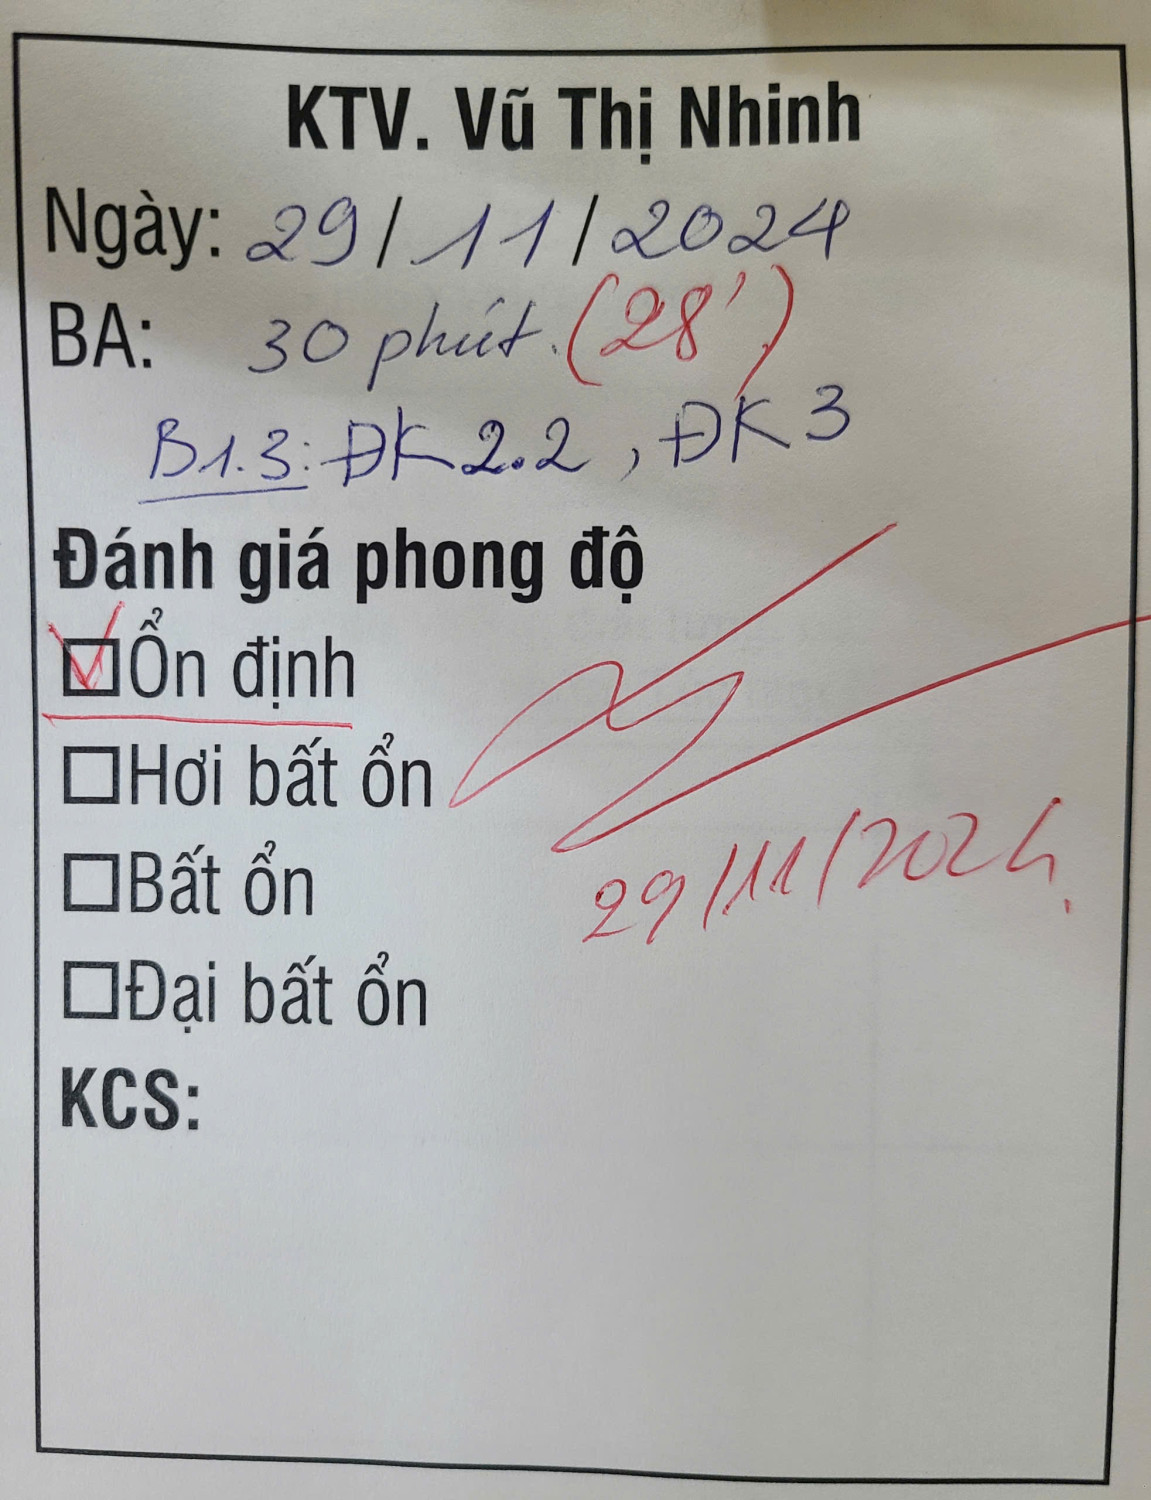 KTV. Vũ Thị Nhinh
Ngày: 29/11/2024
BA: 30 phút. (28')
B1.3: ĐK 2.2, ĐK 3
Đánh giá phong độ
Ổn định
Hơi bất ổn
Bất ổn
29/11/2024
Đại bất ổn
KCS: